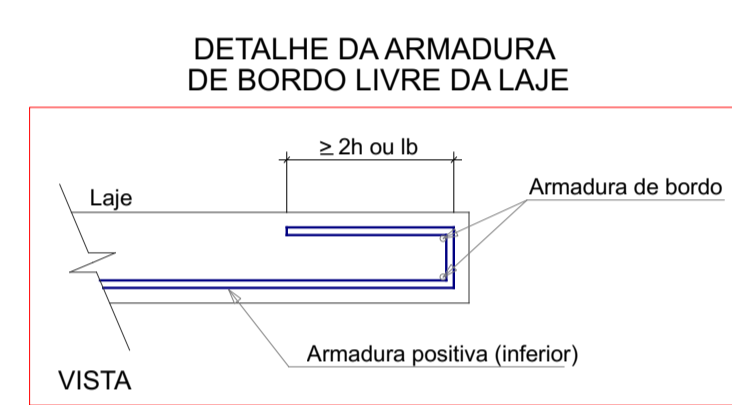 DETALHE DA ARMADURA
DE BORDO LIVRE DA LAJE
≥ 2h ou lb
Armadura de bordo
Laje
Armadura positiva (inferior)
VISTA